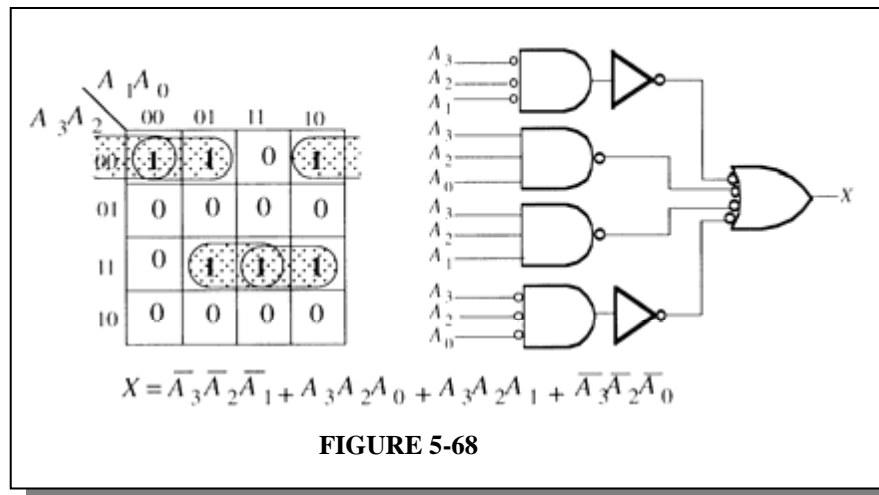 A₁A₀
A₃A₂
00 01 11 10
00 1 1 0 1
01 0 0 0 0
11 0 1 1 1
10 0 0 0 0
A₃
A₂
A₁
A₃
A₂
A₀
A₃
A₂
A₁
A₃
A₂
A₀
X
X = A̅₃A̅₂A̅₁ + A₃A₂A₀ + A₃A₂A₁ + A̅₃A̅₂A̅₀
FIGURE 5-68